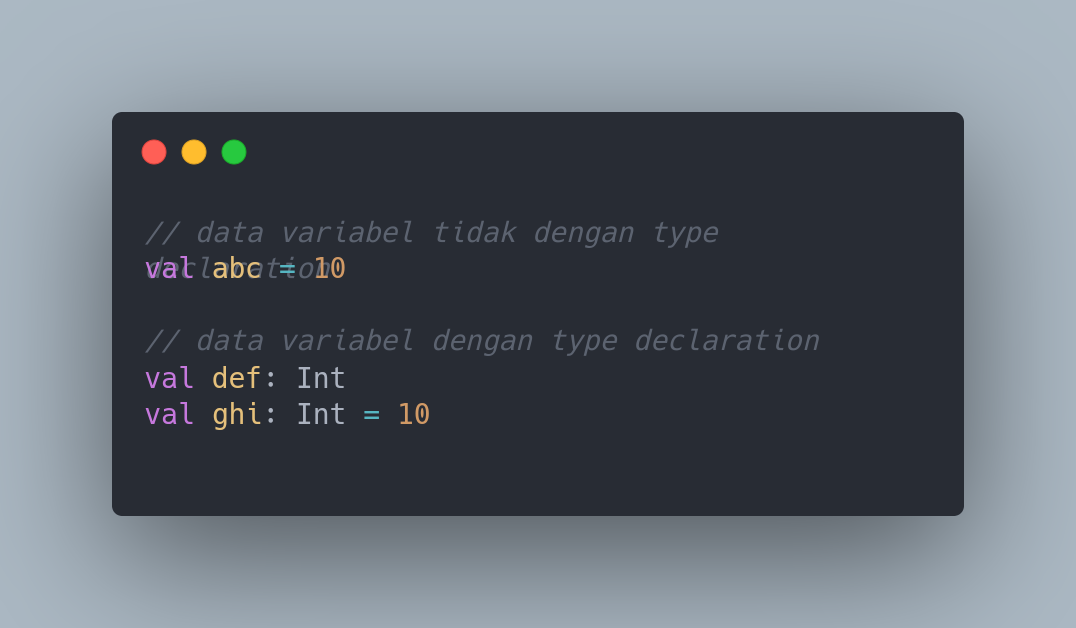 // data variabel tidak dengan type
declaration
val abc = 10
// data variabel dengan type declaration
val def: Int
val ghi: Int = 10